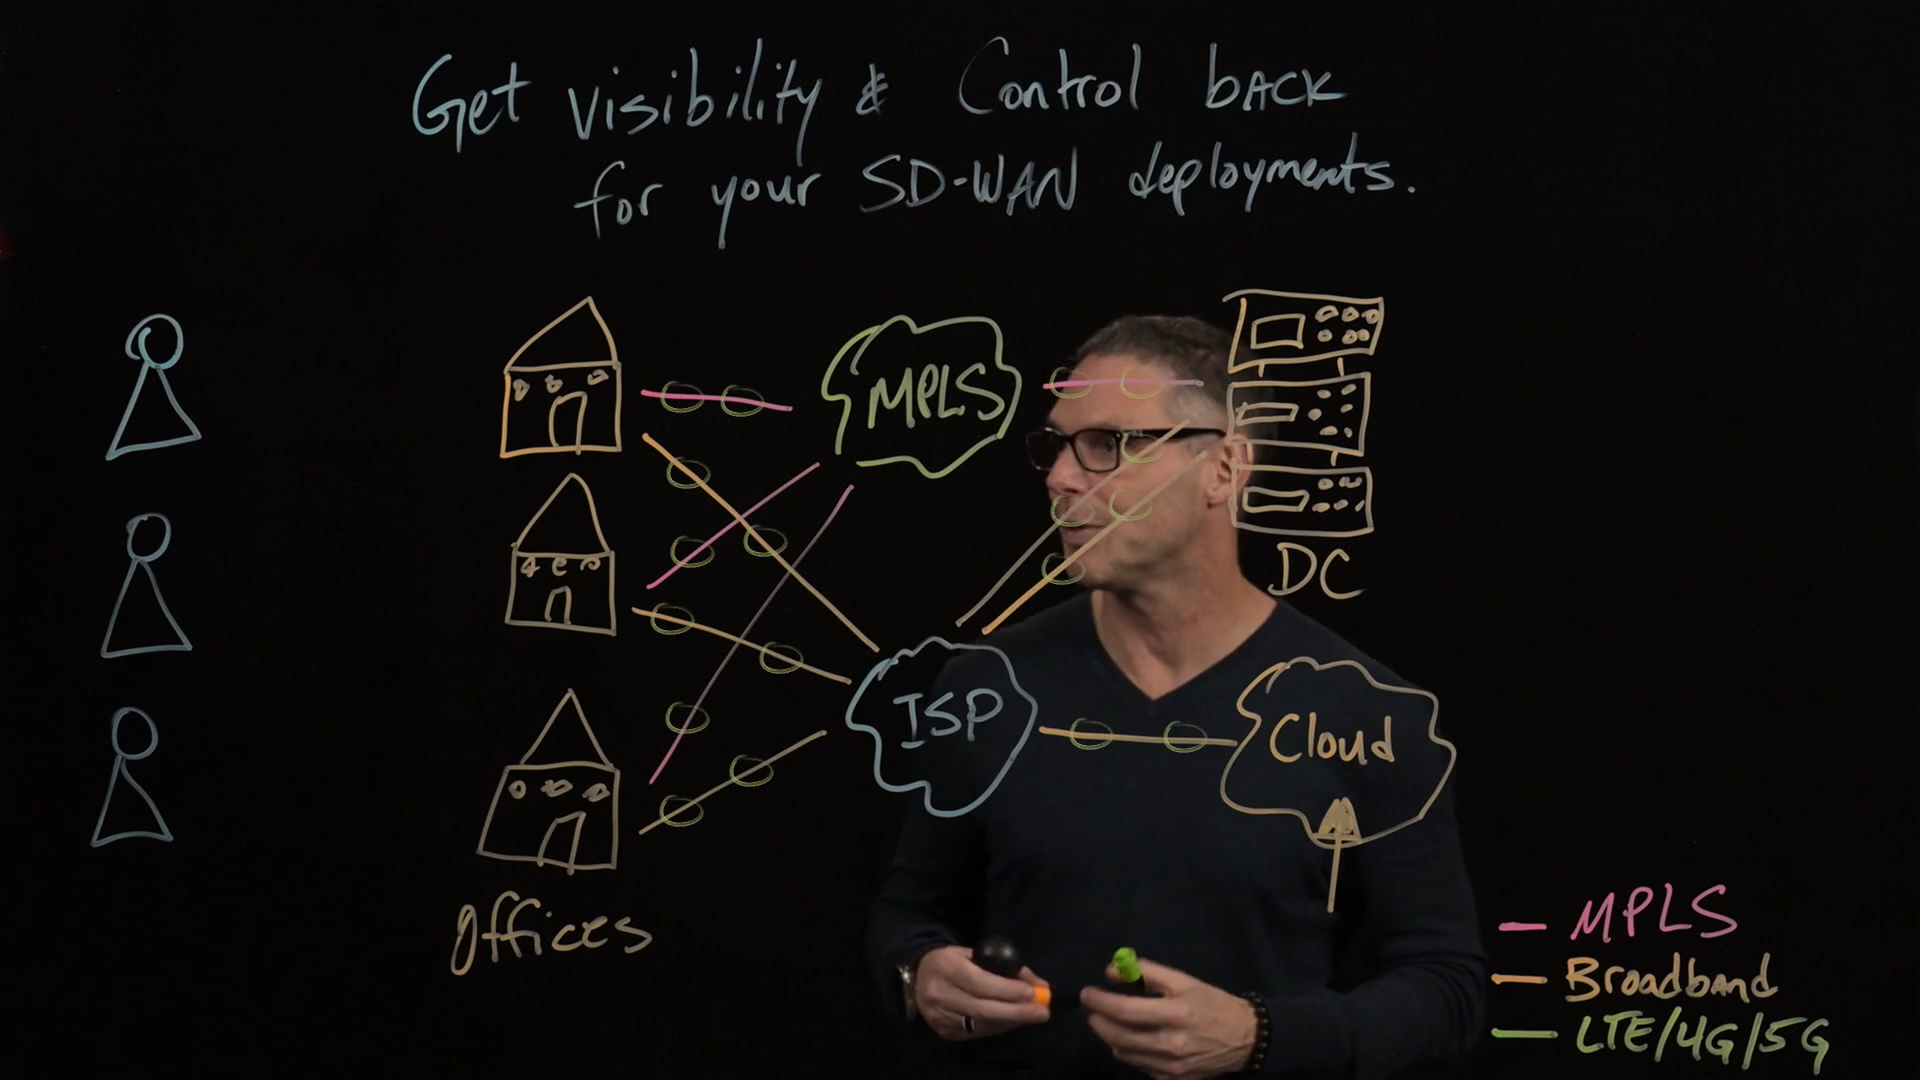 Get visibility & Control back
for your SD-WAN deployments.
MPLS
DC
ISP
Cloud
Offices
MPLS
Broadband
LTE/4G/5G